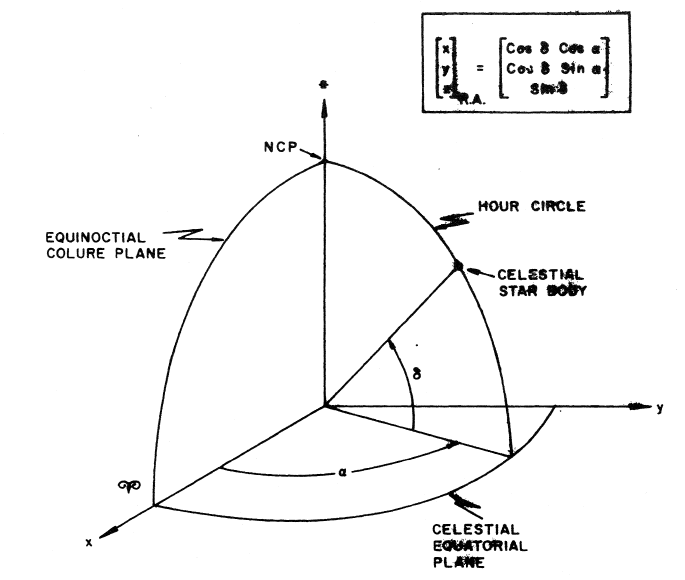 [x] = [Cos δ Cos α]
[y] = [Cos δ Sin α]
[z]R.A. = [Sin δ]
z
NCP
HOUR CIRCLE
EQUINOCTIAL
COLURE PLANE
CELESTIAL
STAR BODY
δ
y
α
♈
x
CELESTIAL
EQUATORIAL
PLANE